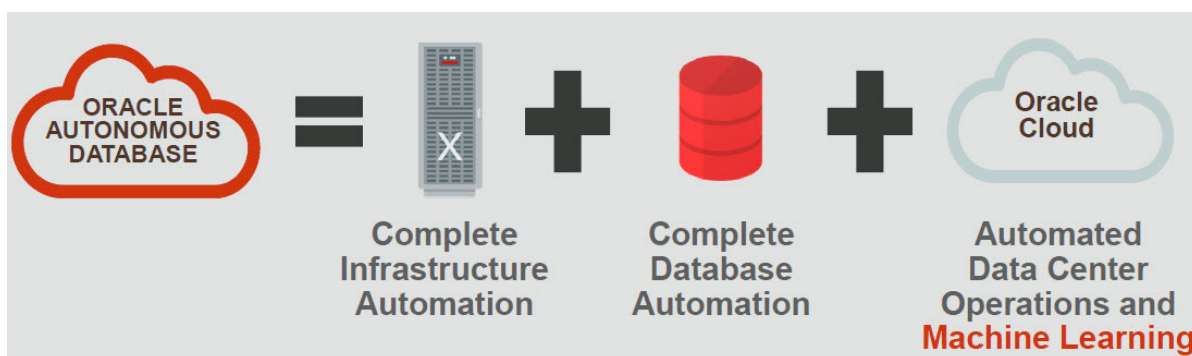 ORACLE
AUTONOMOUS
DATABASE
=
X
+
+
Oracle
Cloud
Complete
Infrastructure
Automation
Complete
Database
Automation
Automated
Data Center
Operations and
Machine Learning